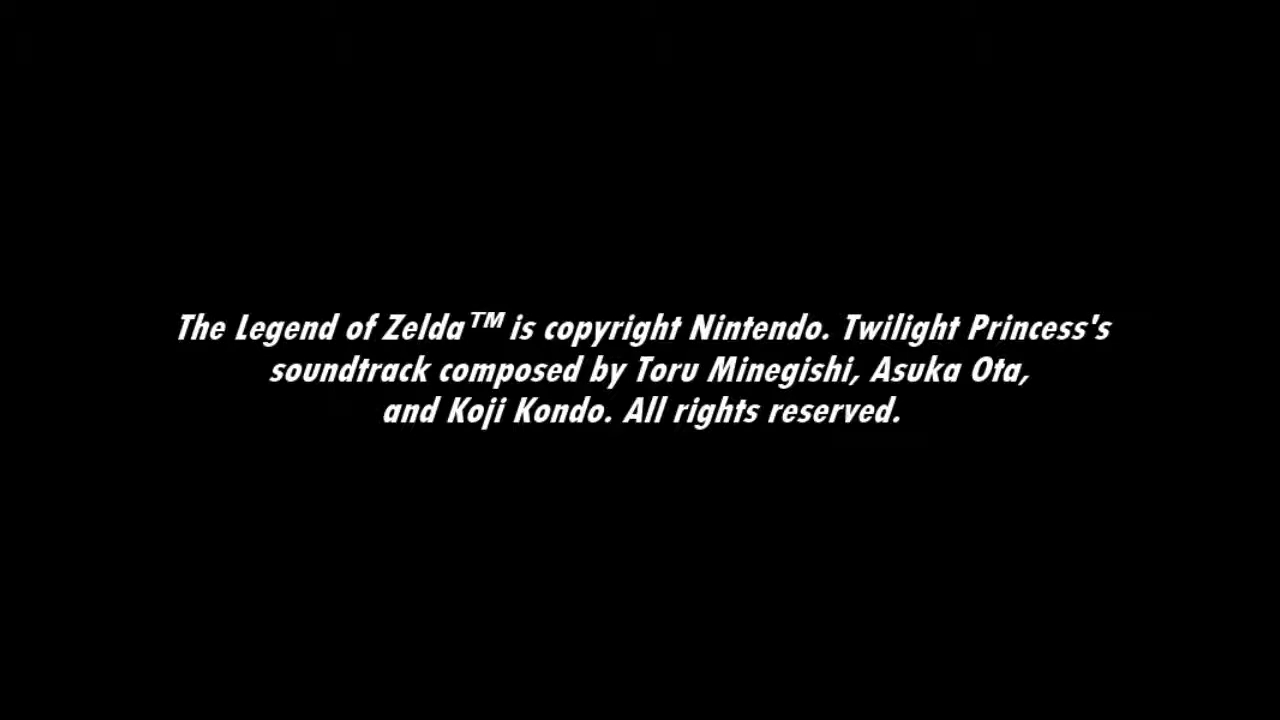 The Legend of Zelda™ is copyright Nintendo. Twilight Princess's
soundtrack composed by Toru Minegishi, Asuka Ota,
and Koji Kondo. All rights reserved.